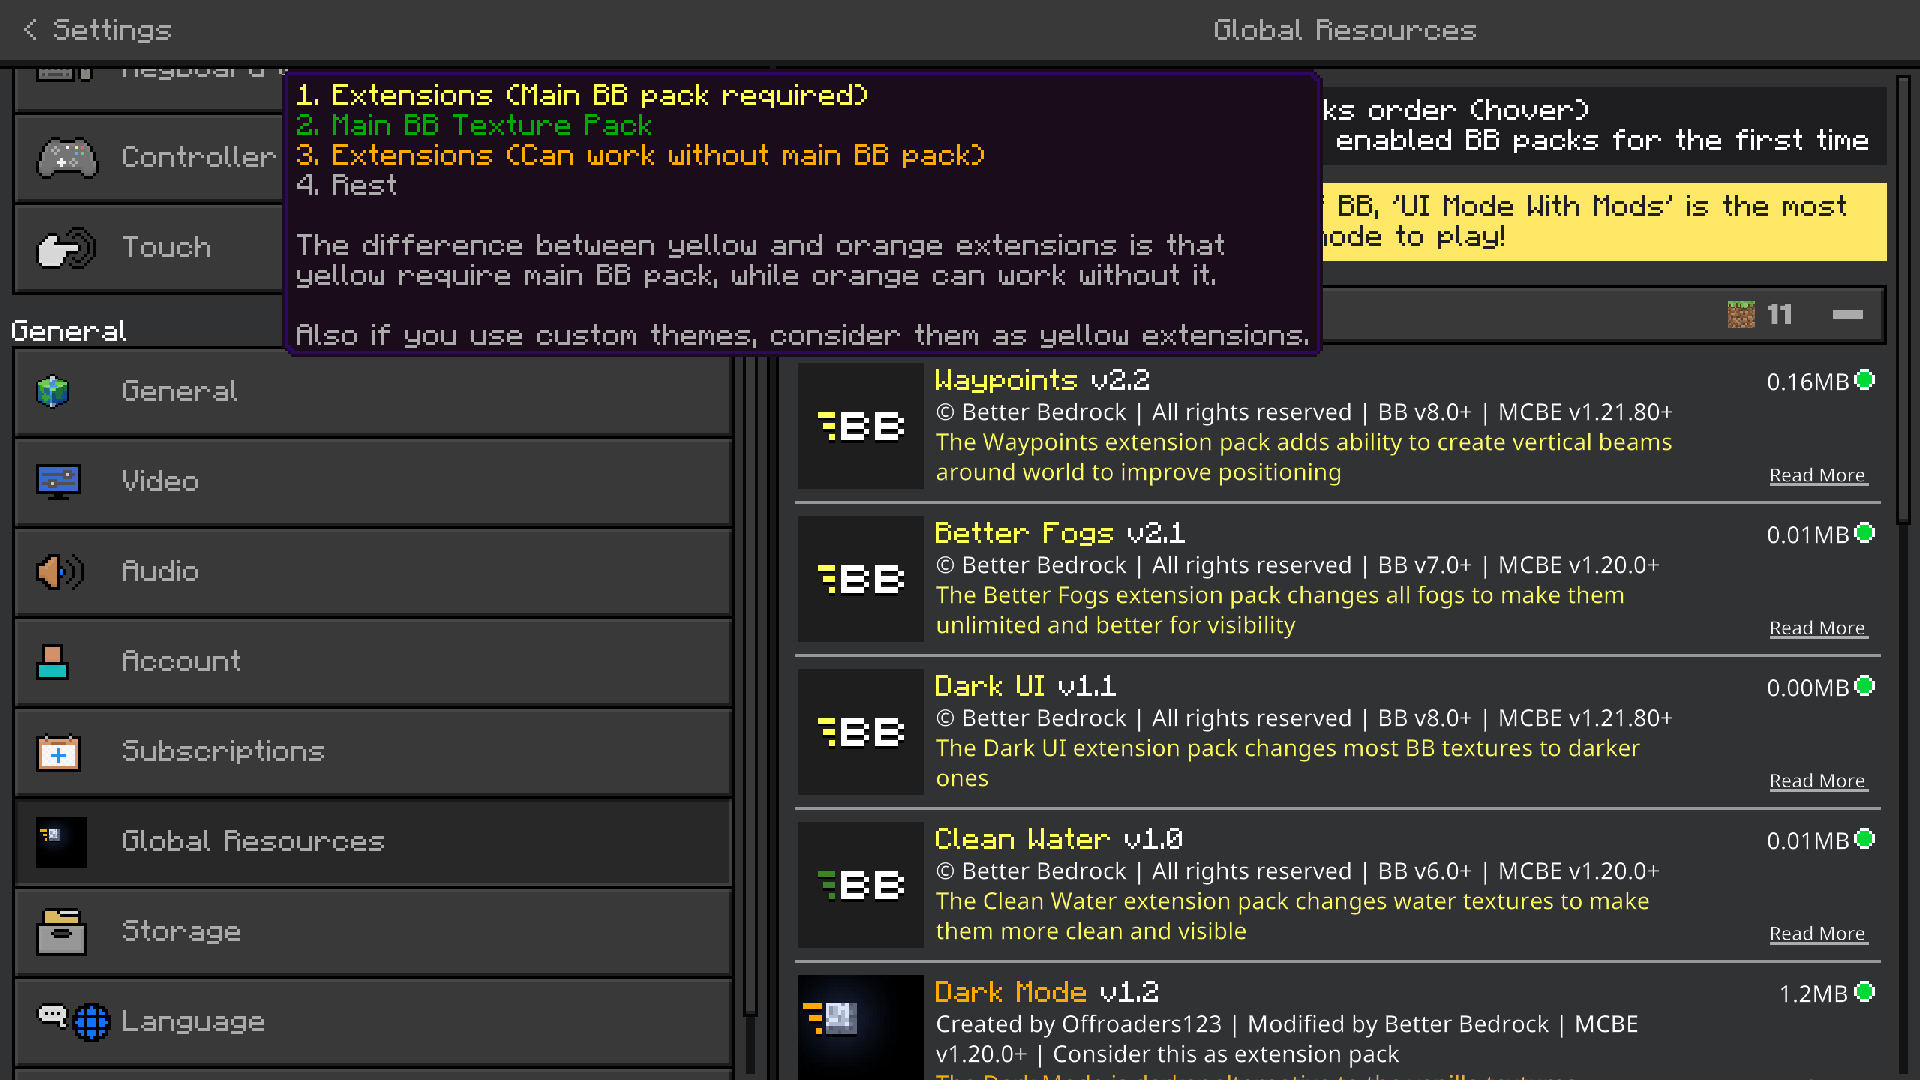 Settings
Global Resources
1. Extensions (Main BB pack required)
2. Main BB Texture Pack
3. Extensions (Can work without main BB pack)
4. Rest
The difference between yellow and orange extensions is that
yellow require main BB pack, while orange can work without it.
Also if you use custom themes, consider them as yellow extensions.
order (hover)
enabled BB packs for the first time
BB, 'UI Mode With Mods' is the most
to play!
11
Controller
Touch
General
General
Video
Audio
Account
Subscriptions
Global Resources
Storage
Language
Waypoints v2.2
0.16MB
© Better Bedrock | All rights reserved | BB v8.0+ | MCBE v1.21.80+
The Waypoints extension pack adds ability to create vertical beams
around world to improve positioning
Read More
BB
Better Fogs v2.1
0.01MB
© Better Bedrock | All rights reserved | BB v7.0+ | MCBE v1.20.0+
The Better Fogs extension pack changes all fogs to make them
unlimited and better for visibility
Read More
BB
Dark UI v1.1
0.00MB
© Better Bedrock | All rights reserved | BB v8.0+ | MCBE v1.21.80+
The Dark UI extension pack changes most BB textures to darker
ones
Read More
BB
Clean Water v1.0
0.01MB
© Better Bedrock | All rights reserved | BB v6.0+ | MCBE v1.20.0+
The Clean Water extension pack changes water textures to make
them more clean and visible
Read More
BB
Dark Mode v1.2
1.2MB
Created by Offroaders123 | Modified by Better Bedrock | MCBE
v1.20.0+ | Consider this as extension pack